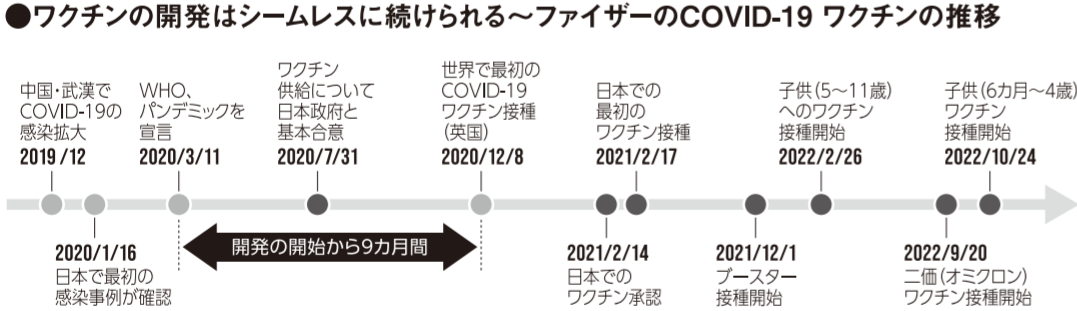 ●ワクチンの開発はシームレスに続けられる～ファイザーのCOVID-19 ワクチンの推移
中国・武漢で
COVID-19の
感染拡大
2019/12
WHO、
パンデミックを
宣言
2020/3/11
ワクチン
供給について
日本政府と
基本合意
2020/7/31
世界で最初の
COVID-19
ワクチン接種
（英国）
2020/12/8
日本での
最初の
ワクチン接種
2021/2/17
子供（5～11歳）
へのワクチン
接種開始
2022/2/26
子供（6カ月～4歳）
ワクチン
接種開始
2022/10/24
2020/1/16
日本で最初の
感染事例が確認
開発の開始から9カ月間
2021/2/14
日本での
ワクチン承認
2021/12/1
ブースター
接種開始
2022/9/20
二価（オミクロン）
ワクチン接種開始